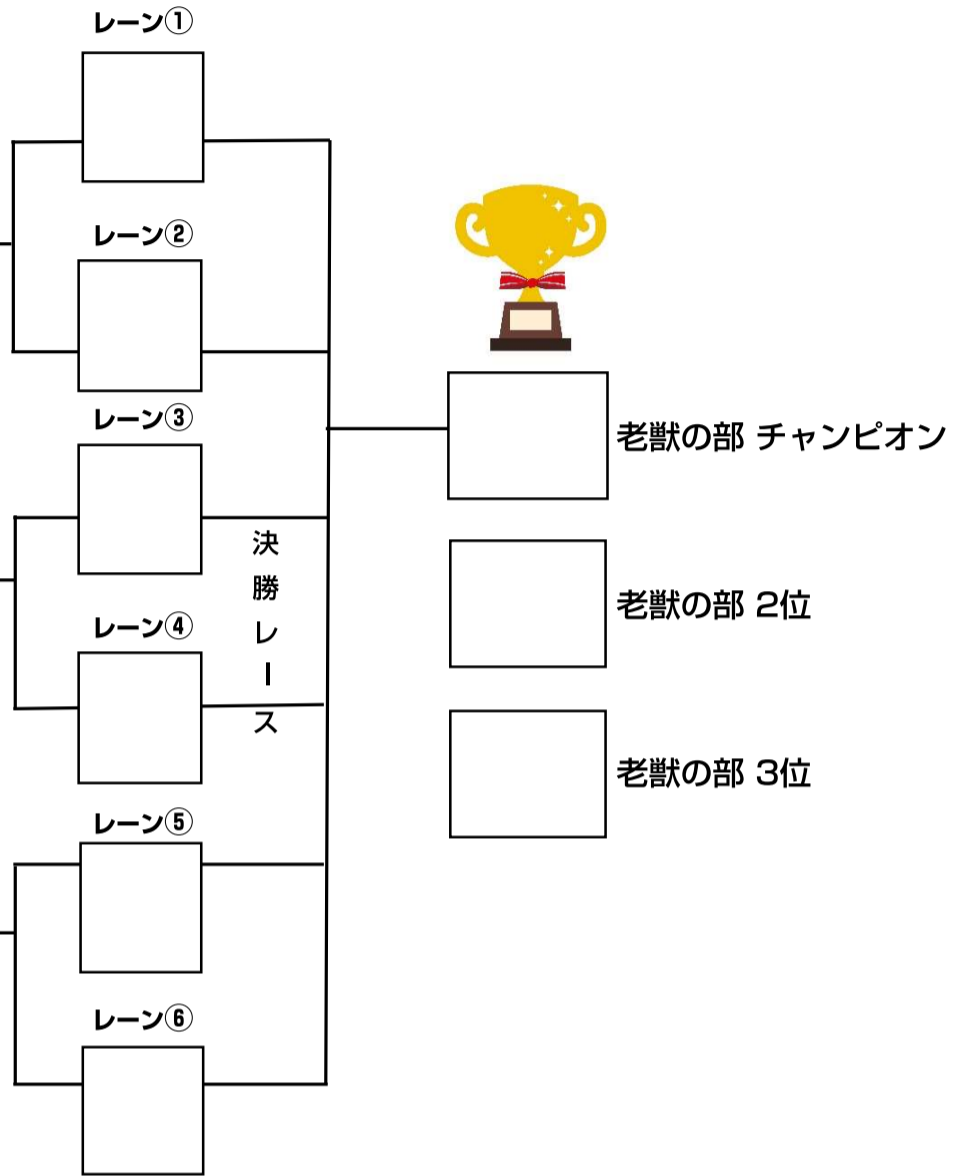 レーン①
レーン②
レーン③
レーン④
レーン⑤
レーン⑥
決勝レース
老獣の部 チャンピオン
老獣の部 2位
老獣の部 3位